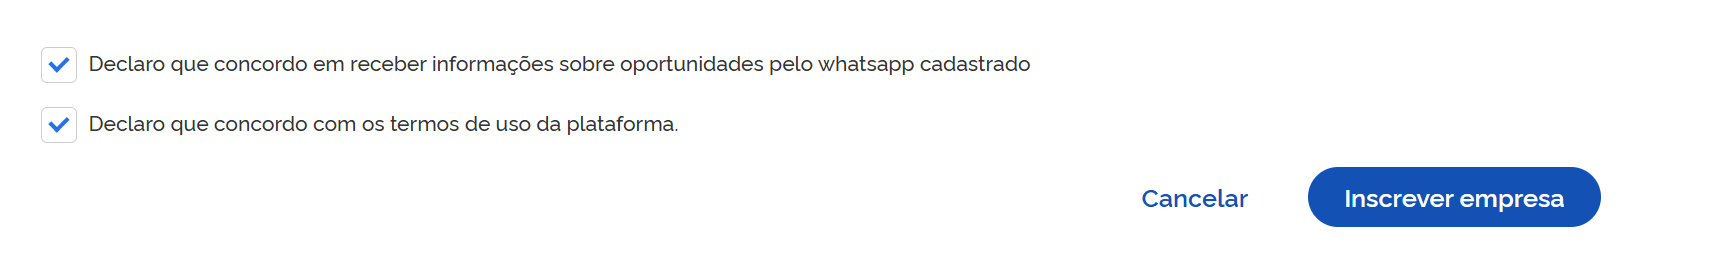 Declaro que concordo em receber informações sobre oportunidades pelo whatsapp cadastrado
Declaro que concordo com os termos de uso da plataforma.
Cancelar Inscrever empresa